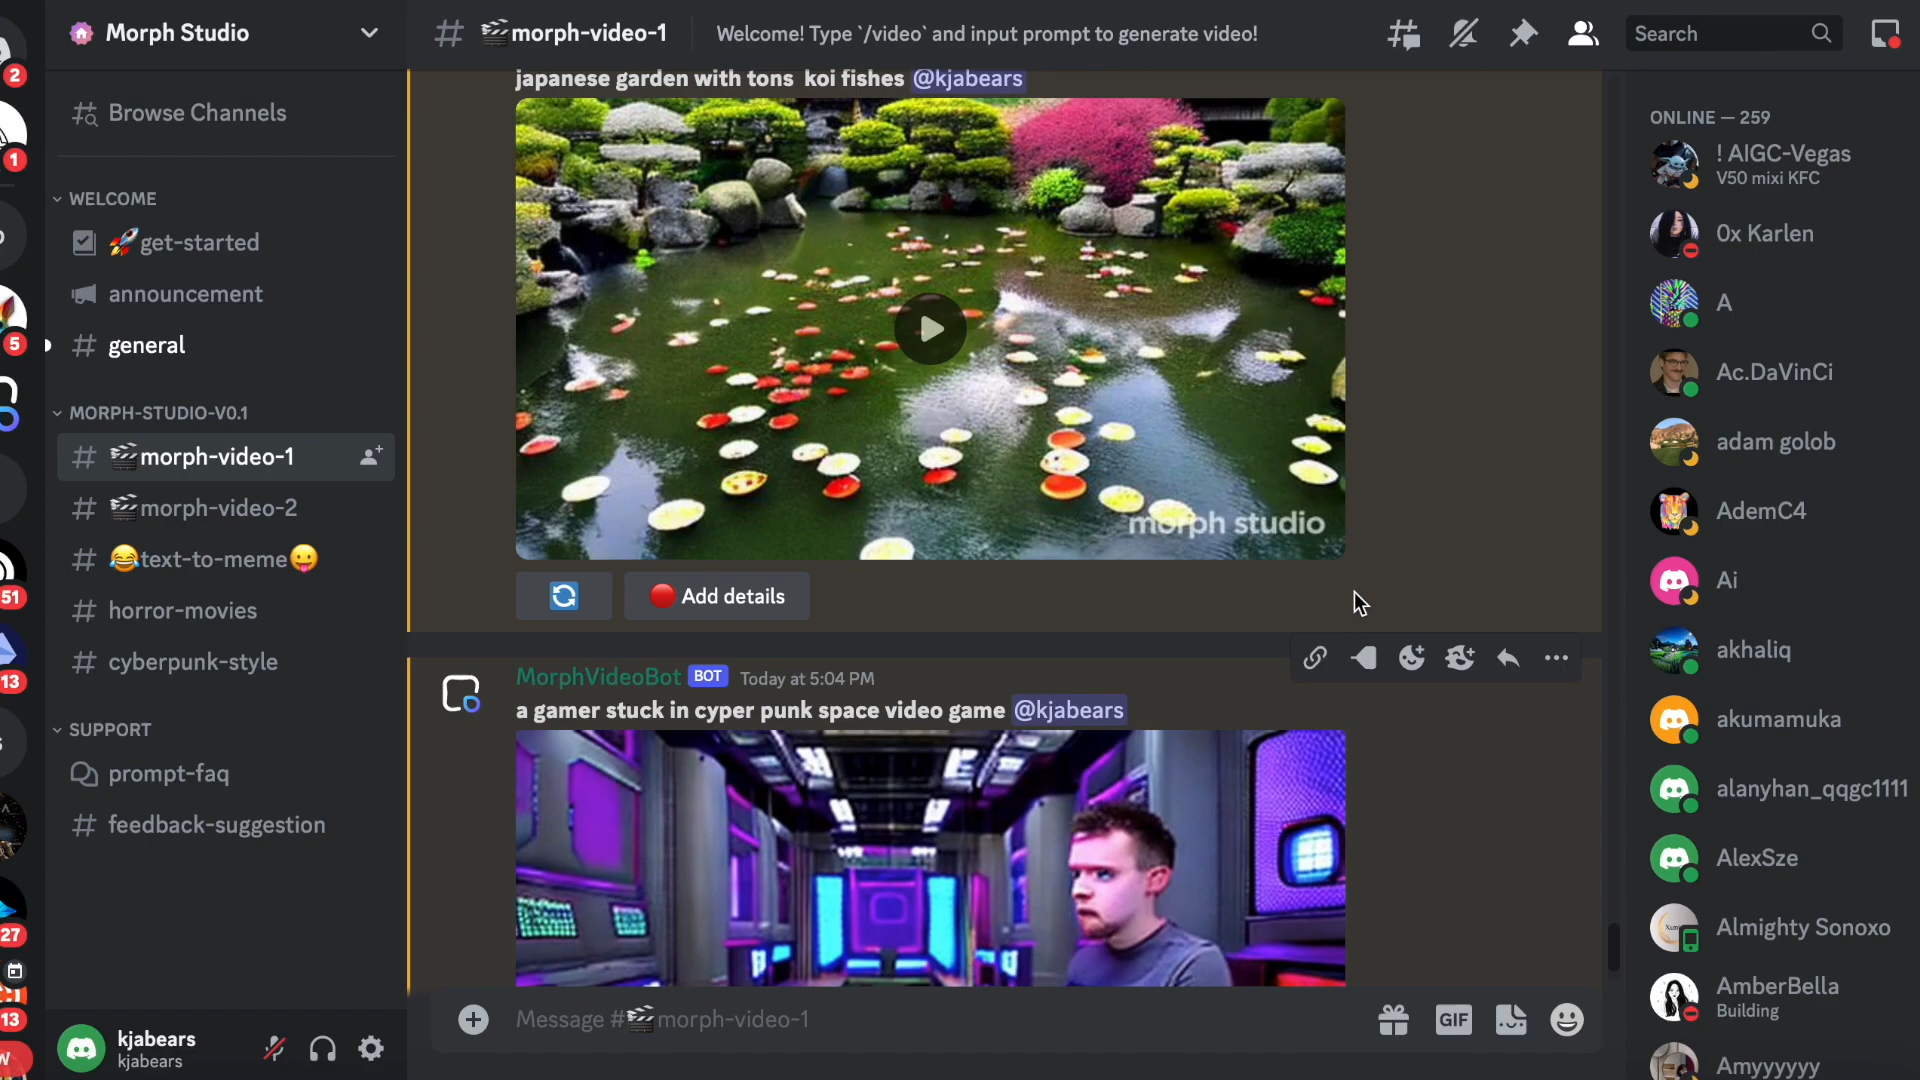 Morph Studio
Browse Channels
WELCOME
🚀get-started
announcement
general
MORPH-STUDIO-V0.1
🎬morph-video-1
🎬morph-video-2
😂text-to-meme😛
horror-movies
cyberpunk-style
SUPPORT
prompt-faq
feedback-suggestion
kjabears
kjabears
2
1
5
51
13
27
13
W
🎬morph-video-1
Welcome! Type `/video` and input prompt to generate video!
Search
japanese garden with tons koi fishes @kjabears
morph studio
Add details
MorphVideoBot BOT Today at 5:04 PM
a gamer stuck in cyper punk space video game @kjabears
Message #🎬morph-video-1
GIF
ONLINE — 259
! AIGC-Vegas
V50 mixi KFC
0x Karlen
A
Ac.DaVinCi
adam golob
AdemC4
Ai
akhaliq
akumamuka
alanyhan_qqgc1111
AlexSze
Almighty Sonoxo
AmberBella
Building
Amyyyyyy